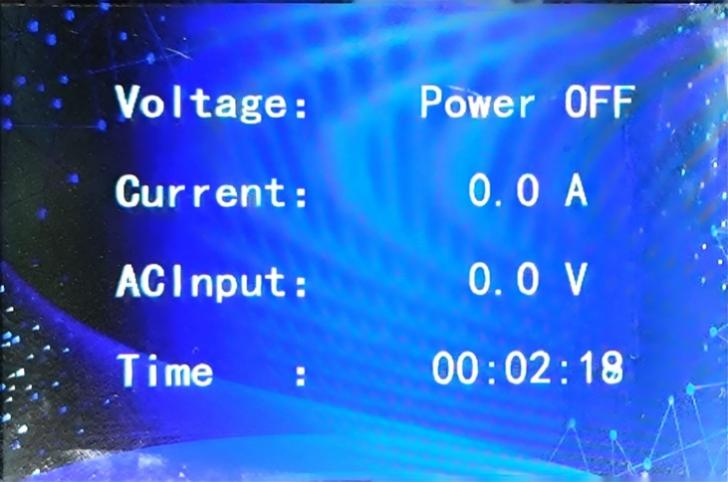 Voltage: Power OFF
Current: 0.0 A
ACInput: 0.0 V
Time : 00:02:18